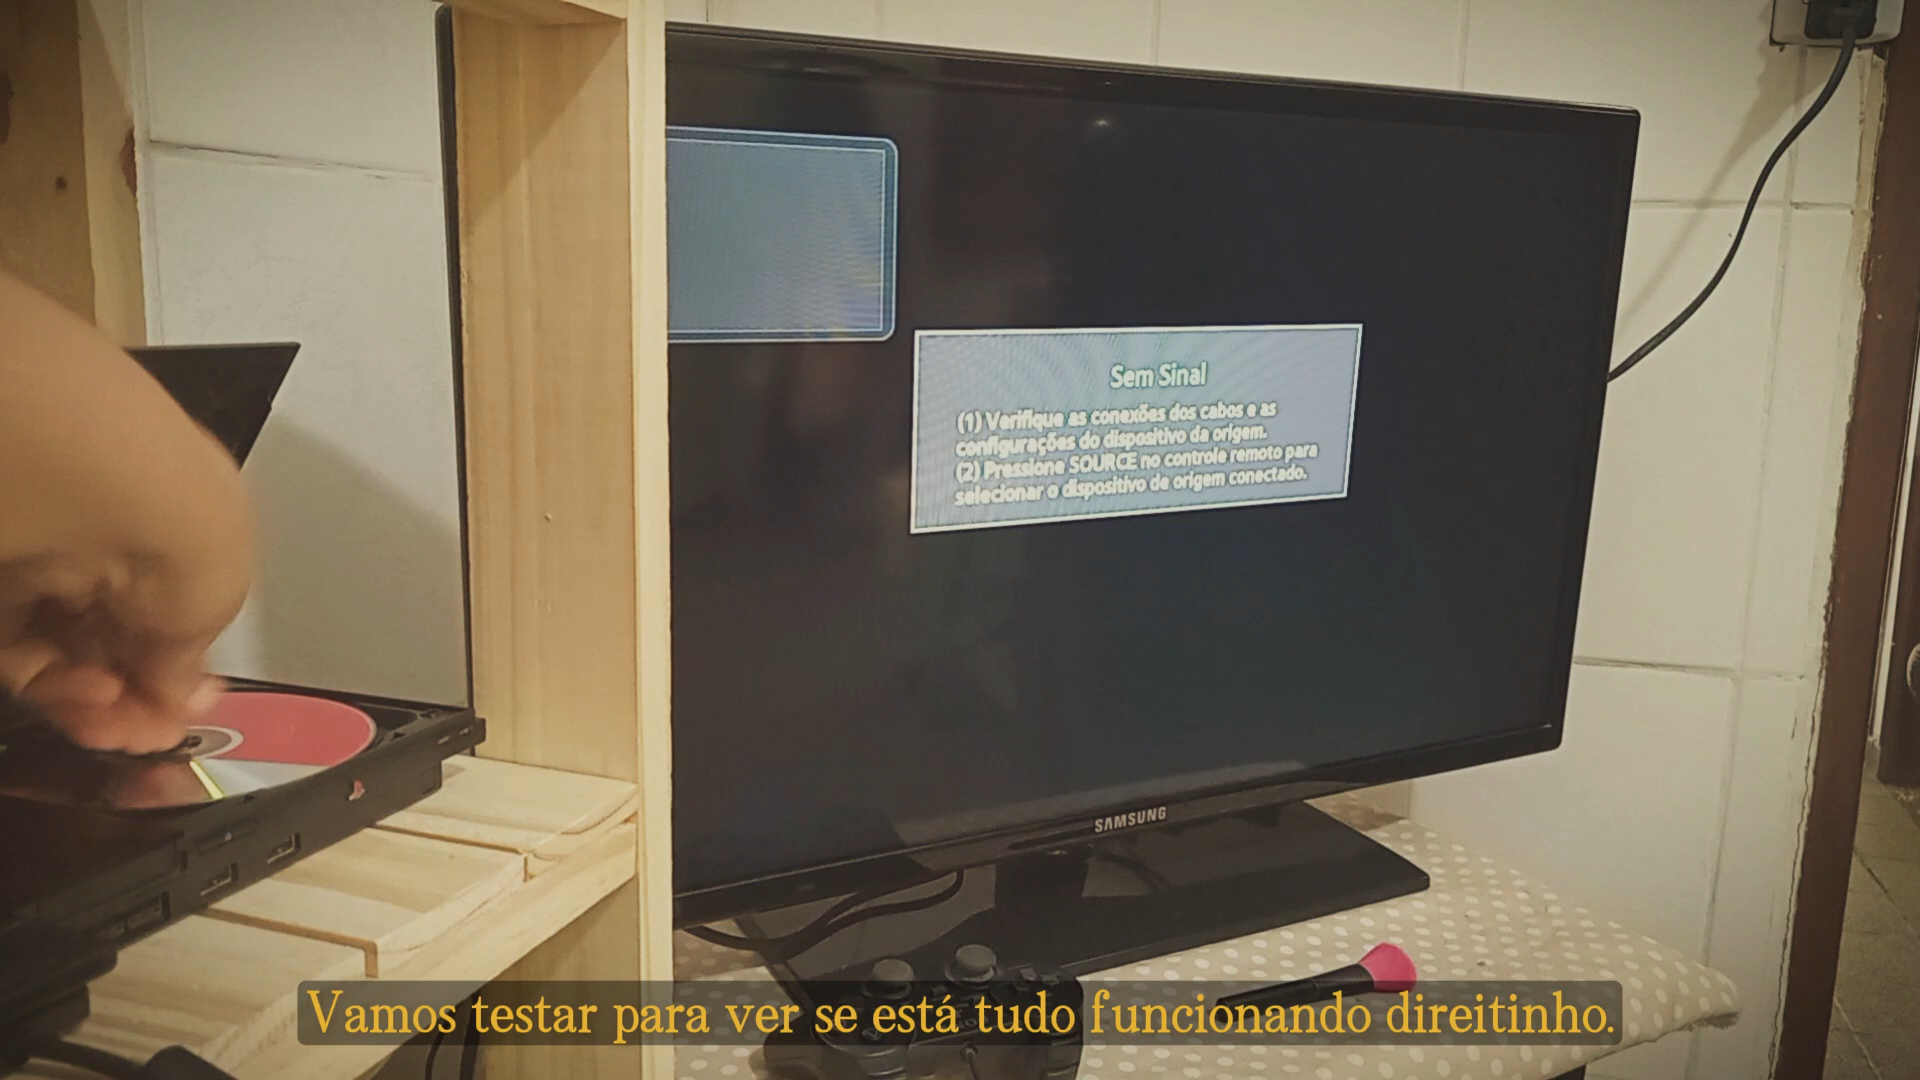 Sem Sinal
(1) Verifique as conexões dos cabos e as
configurações do dispositivo da origem.
(2) Pressione SOURCE no controle remoto para
selecionar o dispositivo de origem conectado.
SAMSUNG
Vamos testar para ver se está tudo funcionando direitinho.